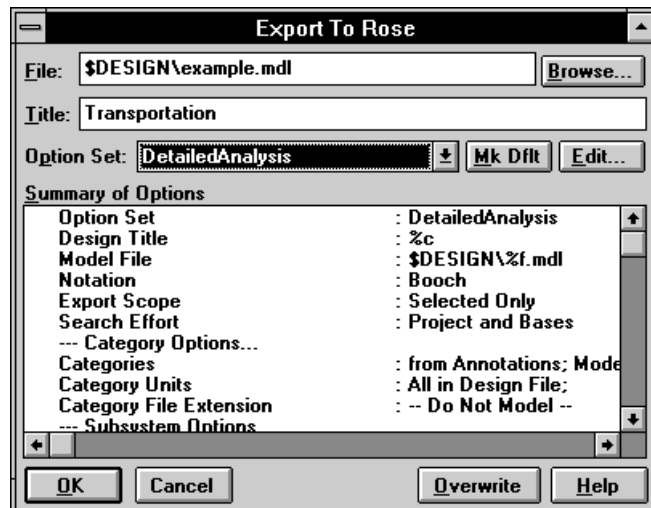 Export To Rose
File: $DESIGN\example.mdl Browse...
Title: Transportation
Option Set: DetailedAnalysis Mk Dflt Edit...
Summary of Options
Option Set : DetailedAnalysis
Design Title : %c
Model File : $DESIGN\%f.mdl
Notation : Booch
Export Scope : Selected Only
Search Effort : Project and Bases
--- Category Options...
Categories : from Annotations; Mode
Category Units : All in Design File;
Category File Extension : -- Do Not Model --
--- Subsystem Options
OK Cancel Overwrite Help